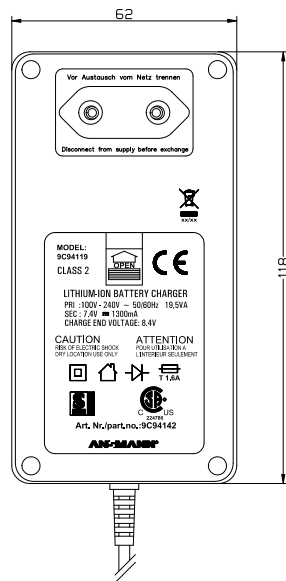 62
Vor Austausch vom Netz trennen
Disconnect from supply before exchange
118
xx/xx
MODEL:
9C94119
CLASS 2
OPEN
CE
LITHIUM-ION BATTERY CHARGER
PRI :100V - 240V ~ 50/60Hz 19,5VA
SEC : 7.4V 1300mA
CHARGE END VOLTAGE: 8.4V
CAUTION
RISK OF ELECTRIC SHOCK
DRY LOCATION USE ONLY
ATTENTION
POUR UTILISATION A
L'INTERIEUR SEULEMENT
T 1,6A
C US
224786
Art. Nr./part.no.:9C94142
ANSMANN